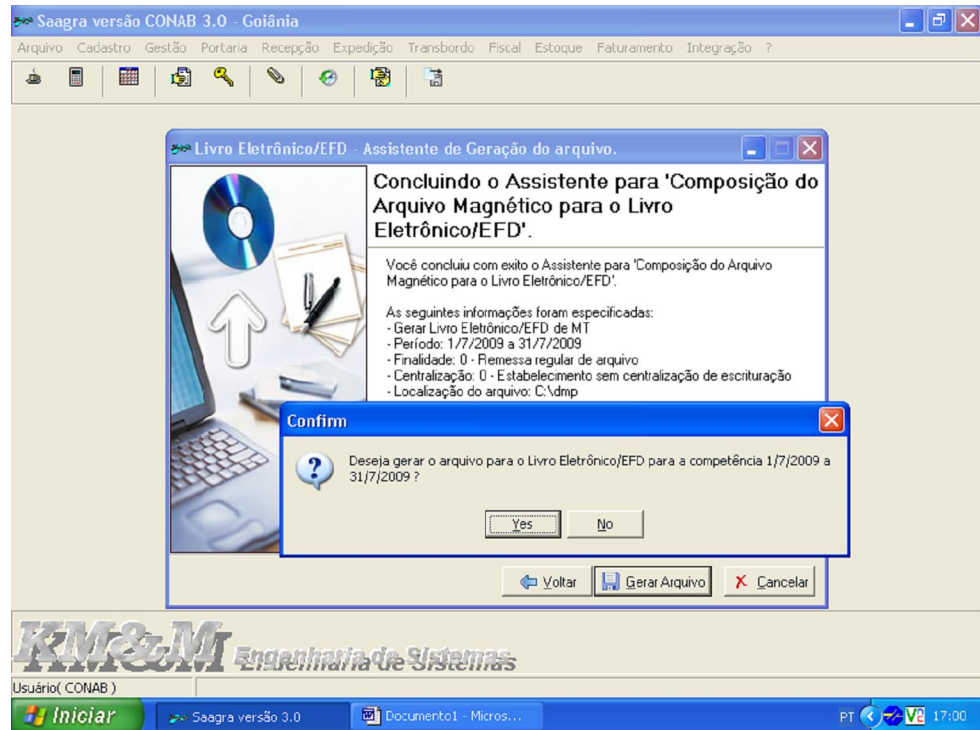 Saagra versão CONAB 3.0 - Goiânia
Arquivo Cadastro Gestão Portaria Recepção Expedição Transbordo Fiscal Estoque Faturamento Integração ?
Livro Eletrônico/EFD - Assistente de Geração do arquivo.
Concluindo o Assistente para 'Composição do
Arquivo Magnético para o Livro
Eletrônico/EFD'.
Você concluiu com exito o Assistente para 'Composição do Arquivo
Magnético para o Livro Eletrônico/EFD'.
As seguintes informações foram especificadas:
- Gerar Livro Eletrônico/EFD de MT
- Período: 1/7/2009 a 31/7/2009
- Finalidade: 0 - Remessa regular de arquivo
- Centralização: 0 - Estabelecimento sem centralização de escrituração
- Localização do arquivo: C:\dmp
Confirm
Deseja gerar o arquivo para o Livro Eletrônico/EFD para a competência 1/7/2009 a
31/7/2009 ?
Yes No
Voltar Gerar Arquivo Cancelar
KM&M Engenharia de Sistemas
Usuário( CONAB )
Iniciar Saagra versão 3.0 Documento1 - Micros... PT 17:00